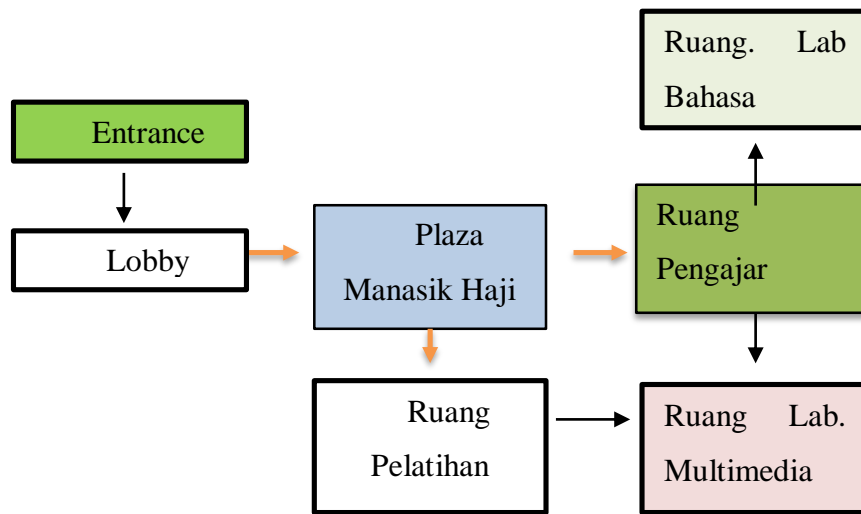 Entrance
Lobby
Plaza
Manasik Haji
Ruang
Pelatihan
Ruang. Lab
Bahasa
Ruang
Pengajar
Ruang Lab.
Multimedia